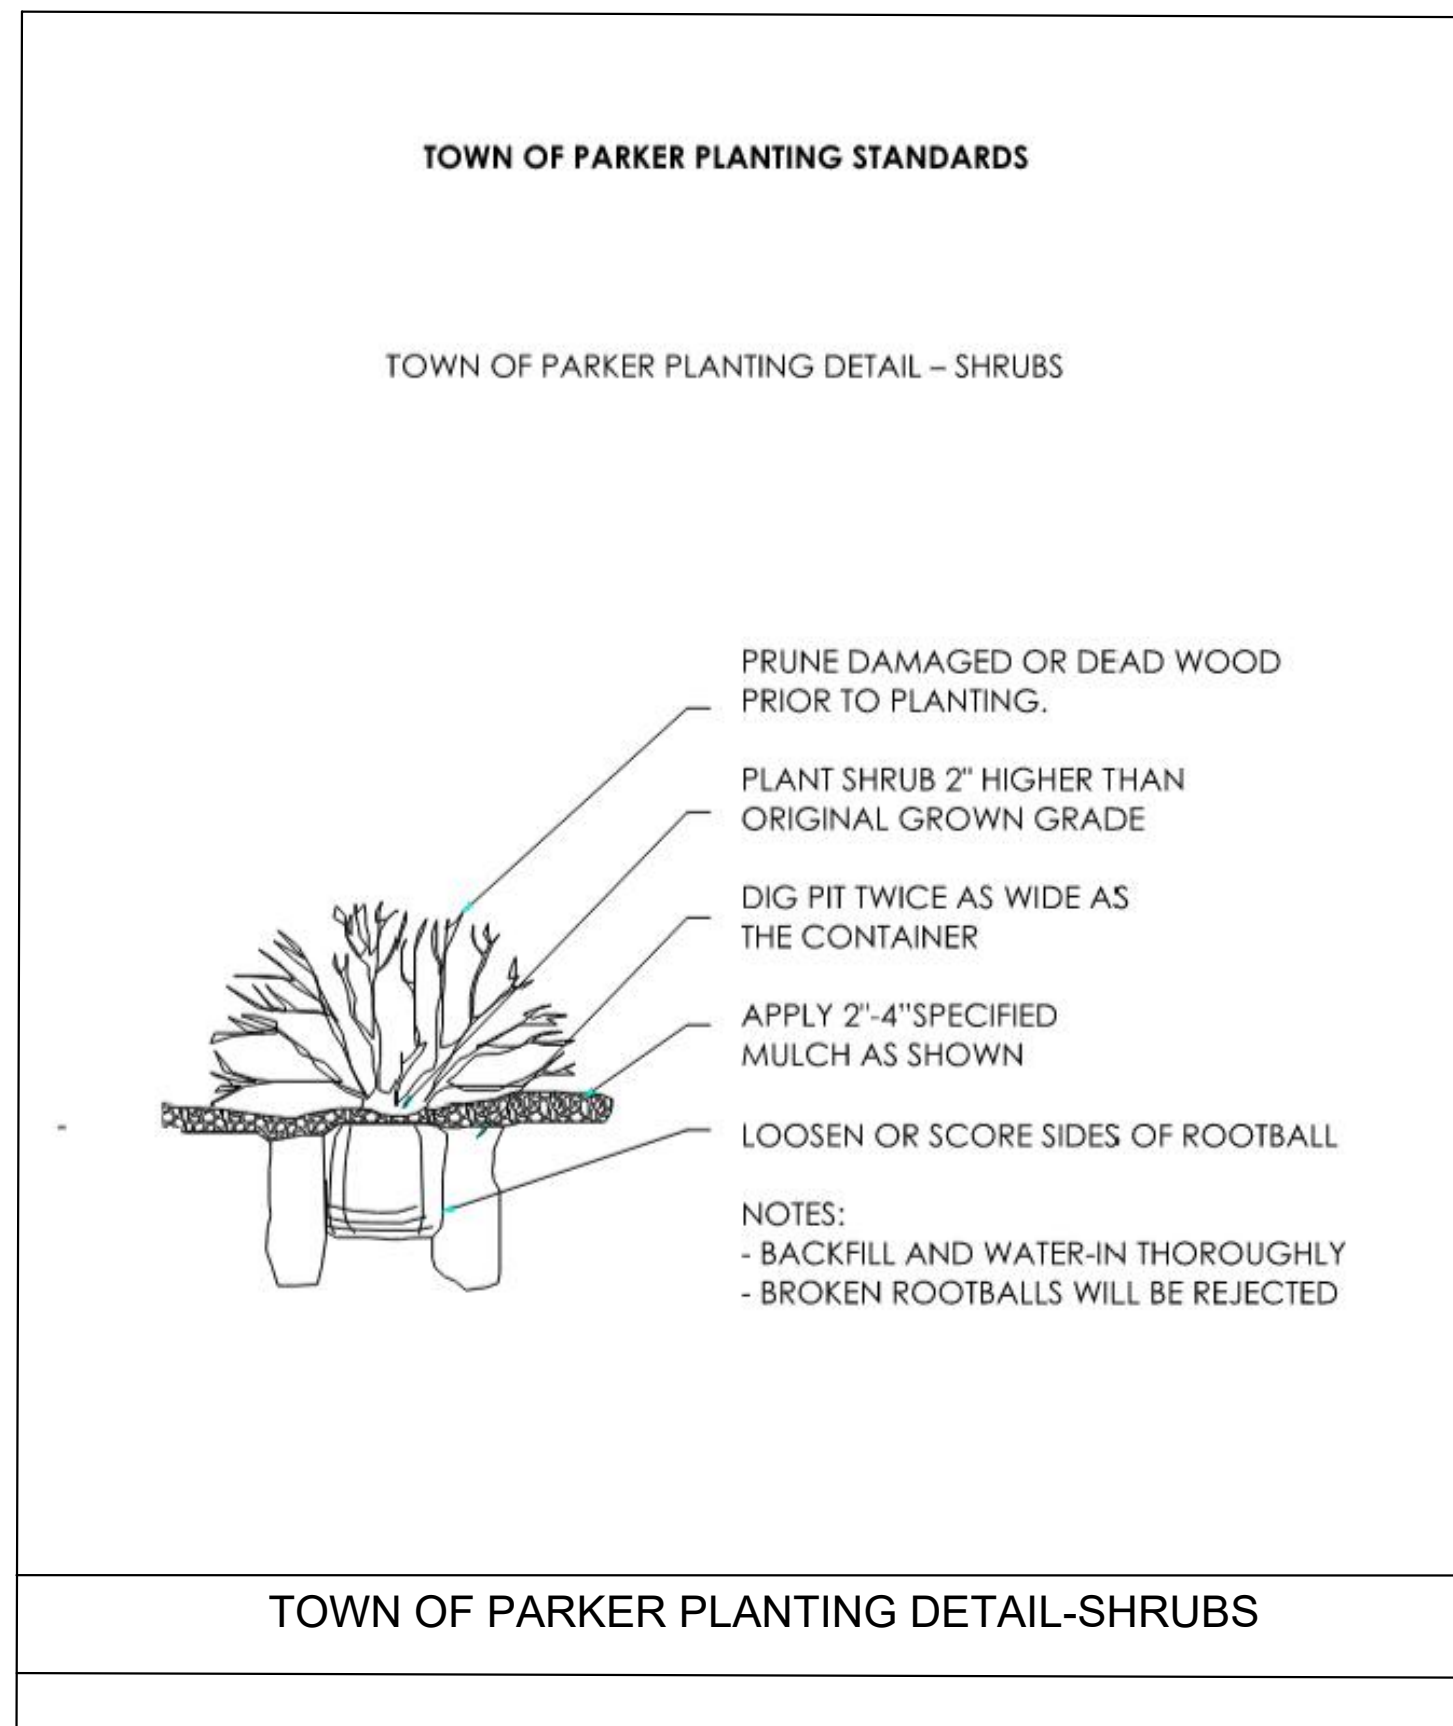 TOWN OF PARKER PLANTING STANDARDS
TOWN OF PARKER PLANTING DETAIL – SHRUBS
PRUNE DAMAGED OR DEAD WOOD
PRIOR TO PLANTING.
PLANT SHRUB 2" HIGHER THAN
ORIGINAL GROWN GRADE
DIG PIT TWICE AS WIDE AS
THE CONTAINER
APPLY 2"-4"SPECIFIED
MULCH AS SHOWN
LOOSEN OR SCORE SIDES OF ROOTBALL
NOTES:
- BACKFILL AND WATER-IN THOROUGHLY
- BROKEN ROOTBALLS WILL BE REJECTED
TOWN OF PARKER PLANTING DETAIL-SHRUBS